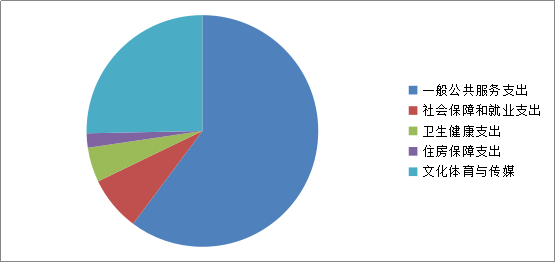 一般公共服务支出
社会保障和就业支出
卫生健康支出
住房保障支出
文化体育与传媒